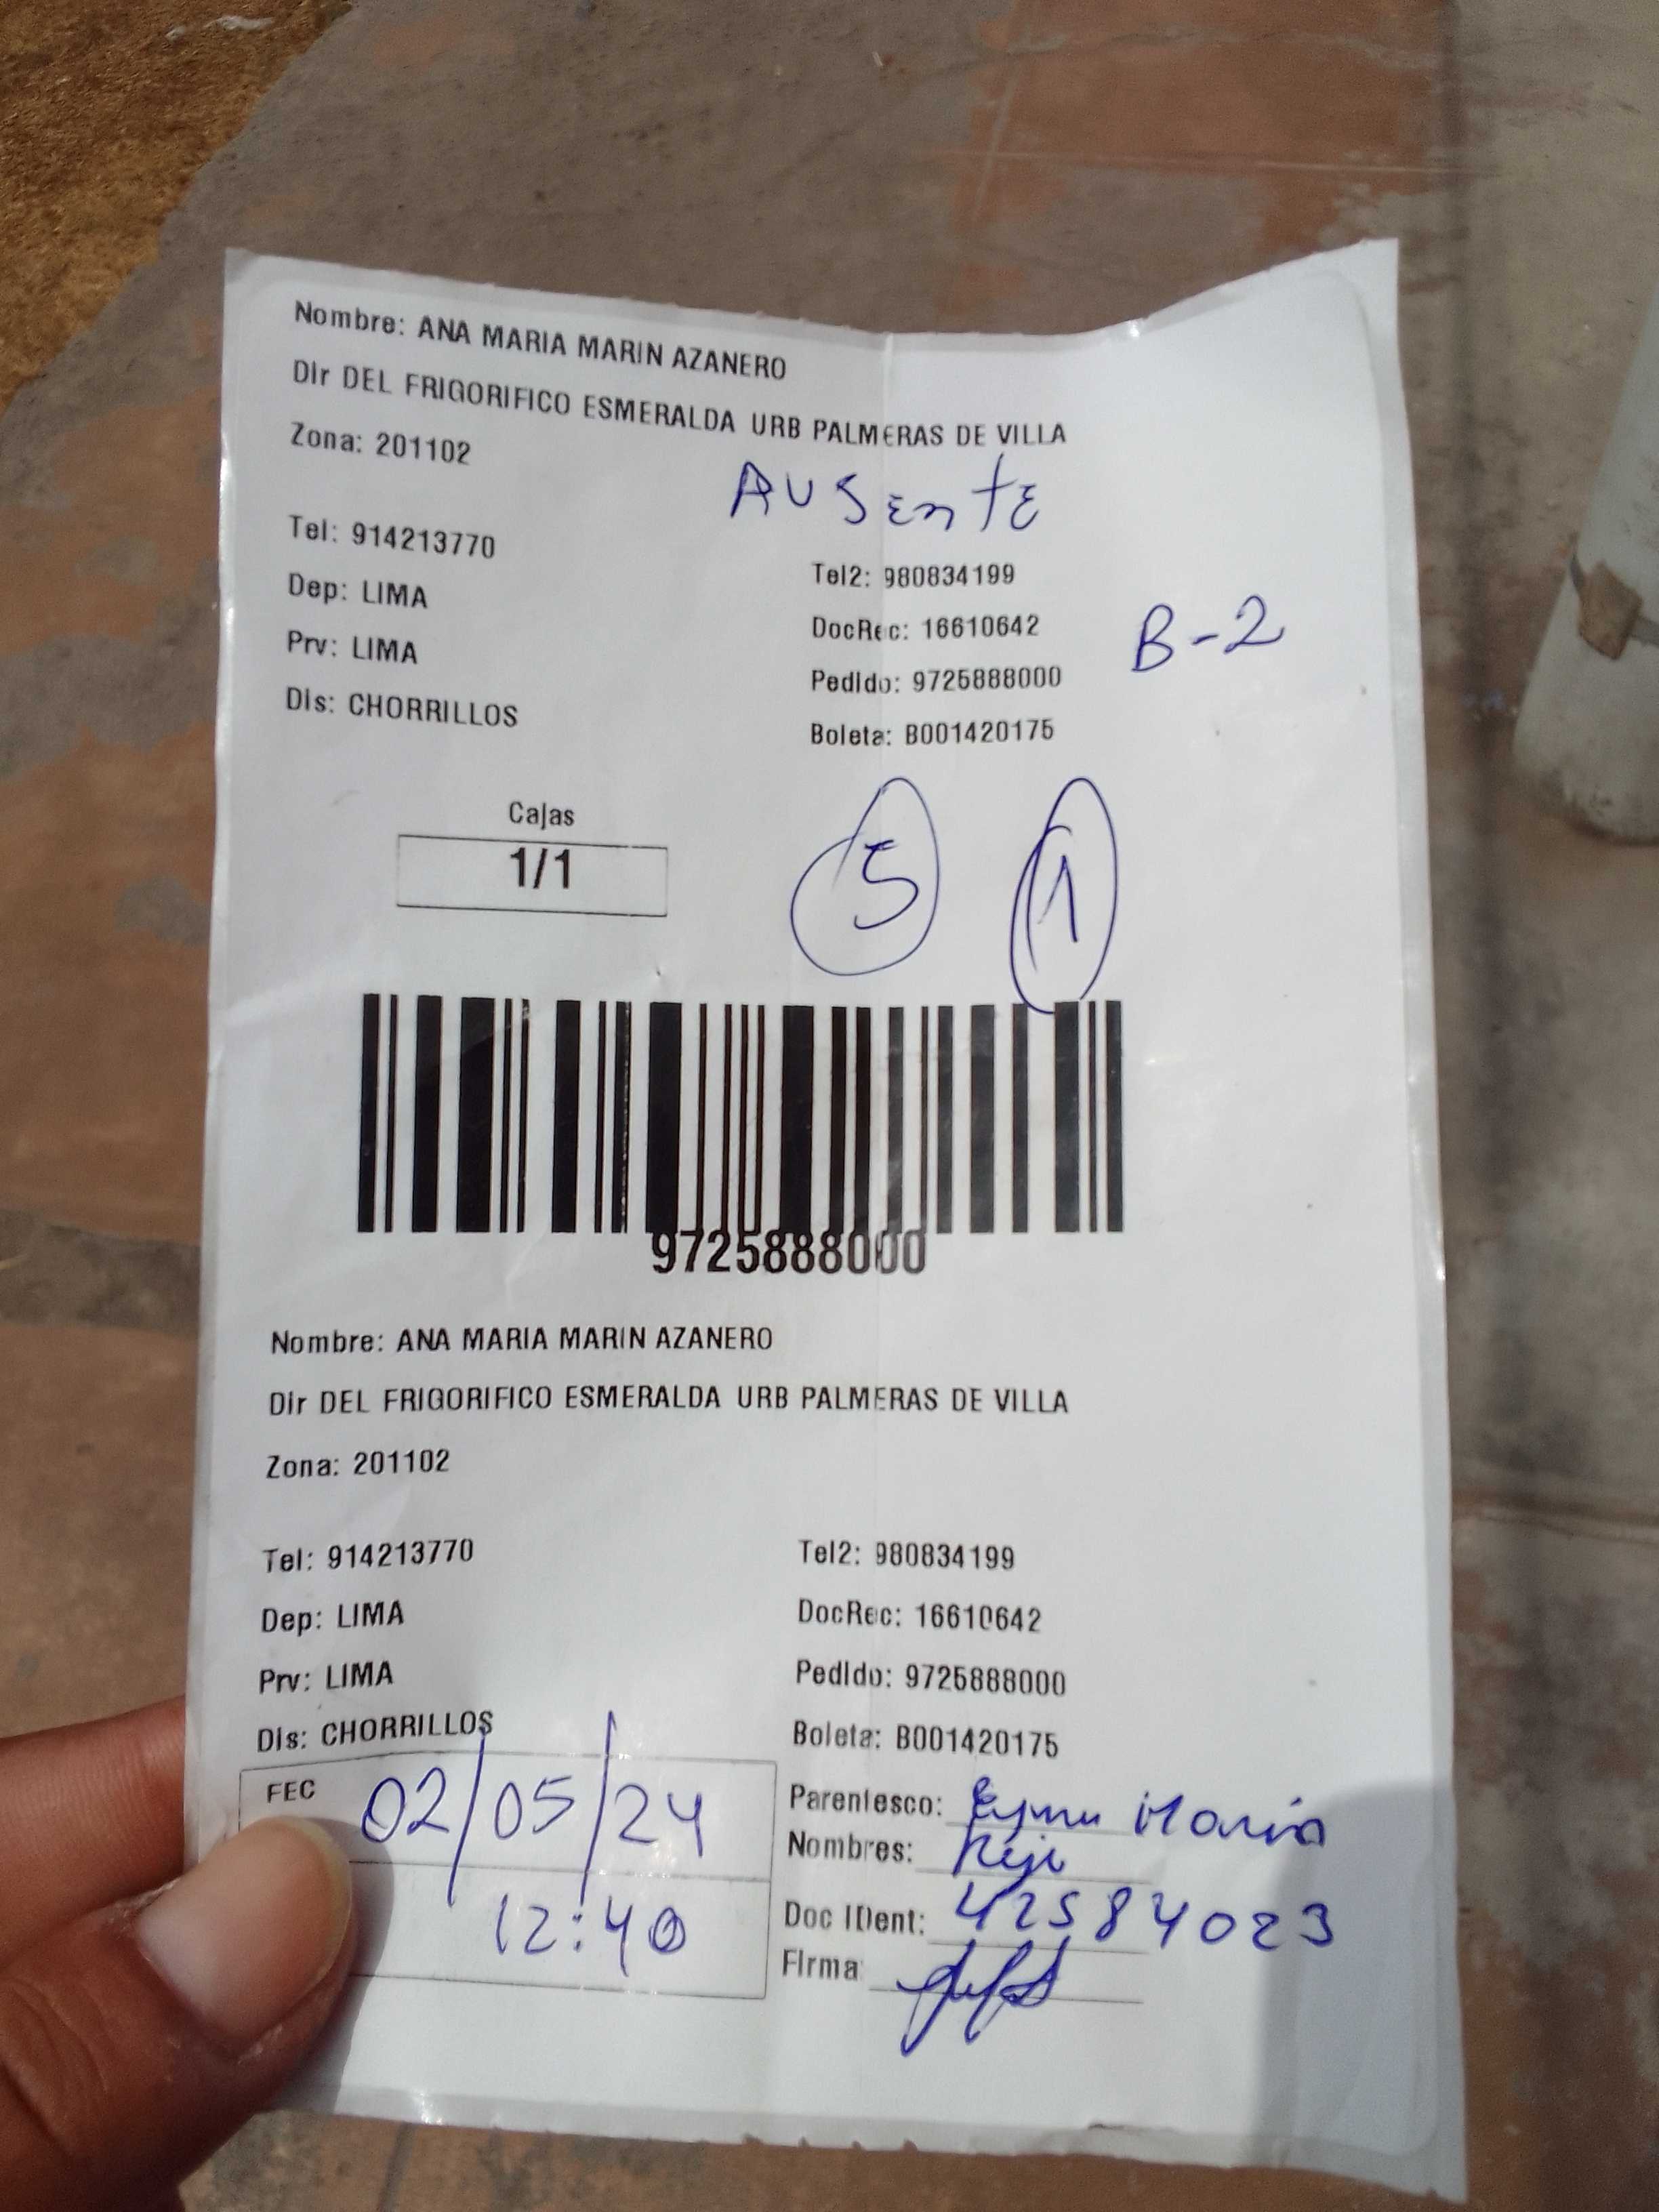 Nombre: ANA MARIA MARIN AZANERO
Dir DEL FRIGORIFICO ESMERALDA URB PALMERAS DE VILLA
Zona: 201102
AUSENTE
Tel: 914213770
Tel2: 980834199
Dep: LIMA
DocRec: 16610642
B-2
Prv: LIMA
Pedido: 9725888000
Dis: CHORRILLOS
Boleta: B001420175
Cajas
1/1
5 1
9725888000
Nombre: ANA MARIA MARIN AZANERO
Dir DEL FRIGORIFICO ESMERALDA URB PALMERAS DE VILLA
Zona: 201102
Tel: 914213770
Tel2: 980834199
Dep: LIMA
DocRec: 16610642
Prv: LIMA
Pedido: 9725888000
Dis: CHORRILLOS
Boleta: B001420175
FEC 02/05/24
12:40
Parentesco: Marin
Nombres:
Doc IDent: 42584023
Firma